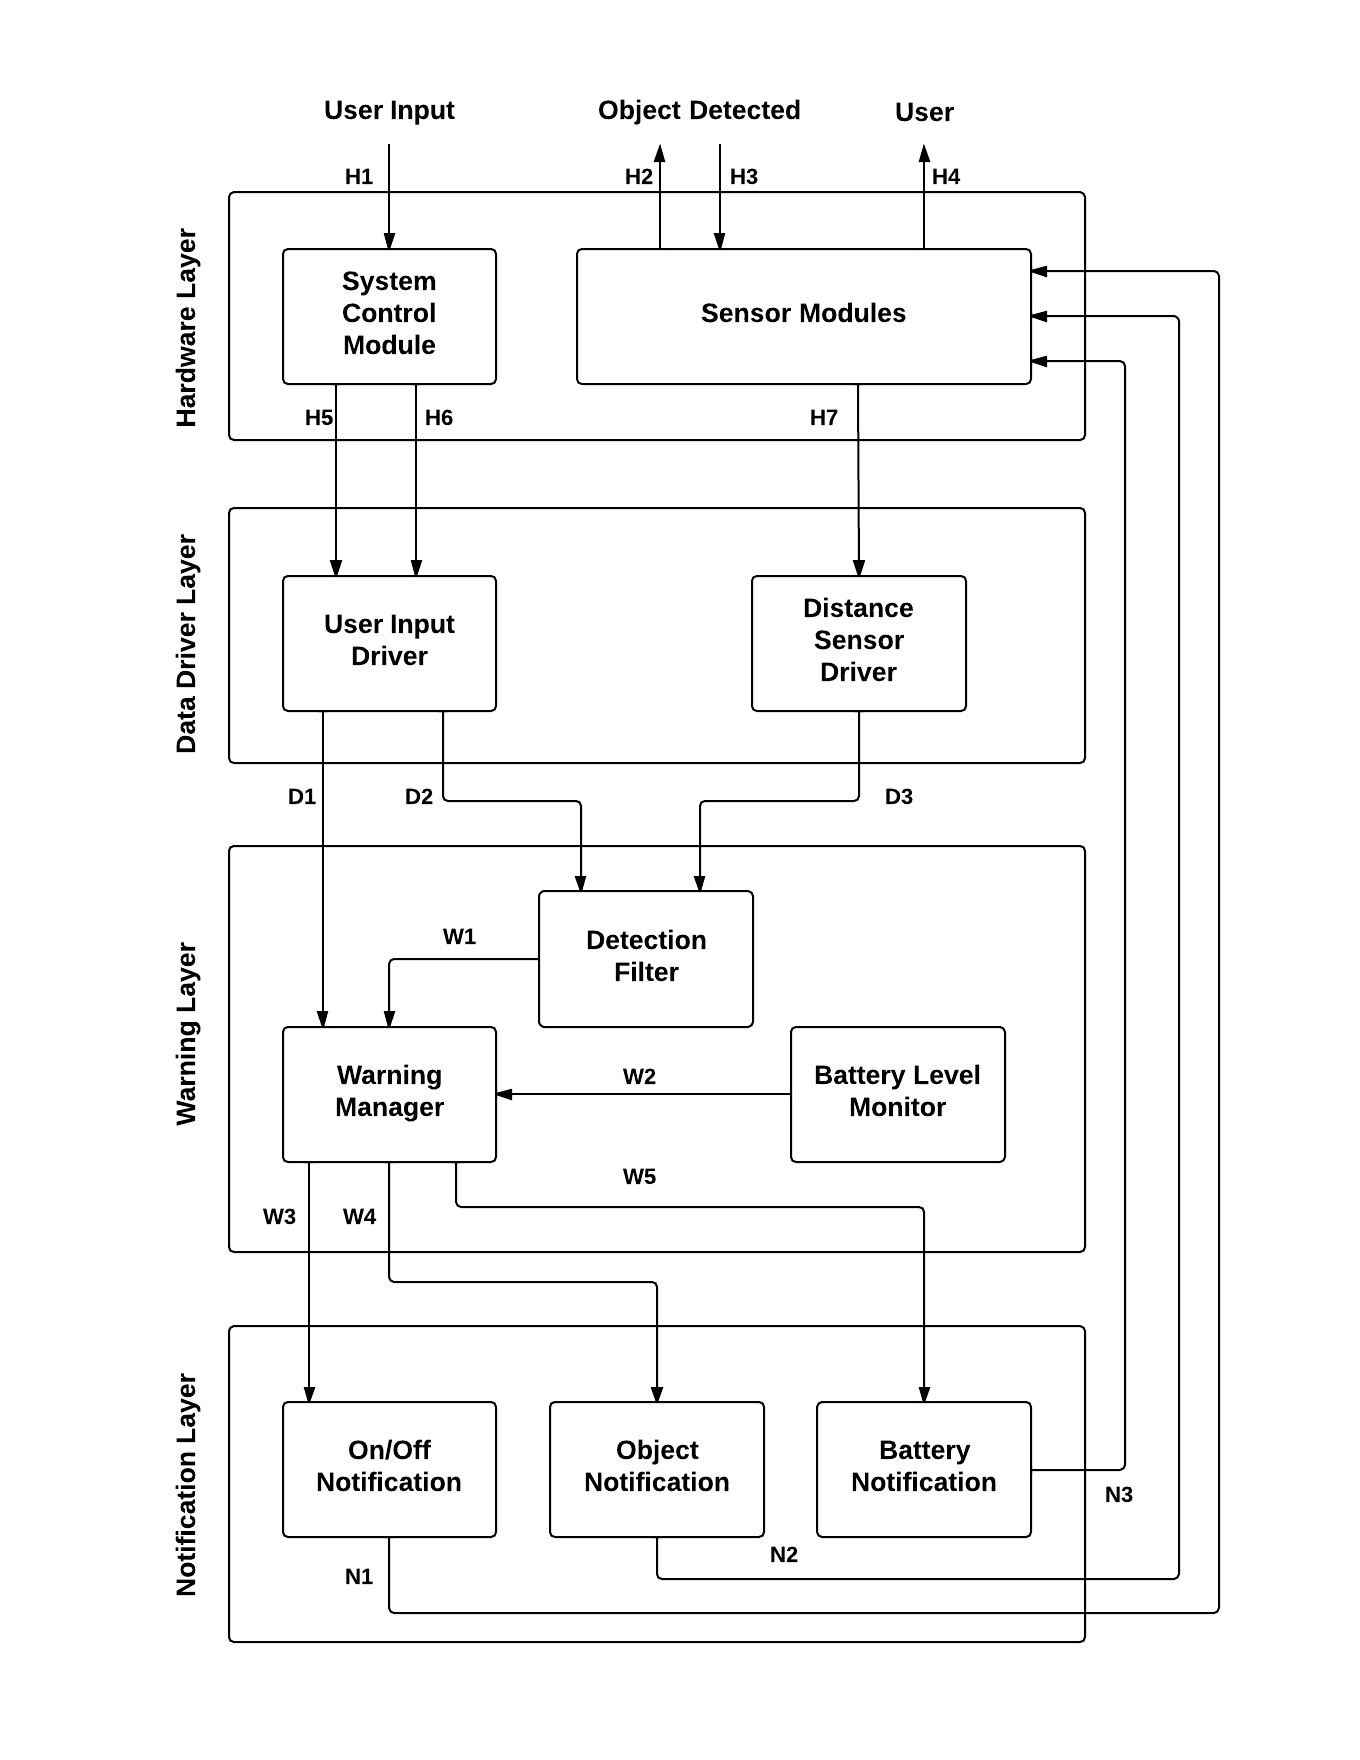 User Input
Object Detected
User
H1
H2
H3
H4
Hardware Layer
System
Control
Module
Sensor Modules
H5
H6
H7
Data Driver Layer
User Input
Driver
Distance
Sensor
Driver
D1
D2
D3
Warning Layer
Detection
Filter
W1
Warning
Manager
W2
Battery Level
Monitor
W5
W3
W4
Notification Layer
On/Off
Notification
Object
Notification
Battery
Notification
N3
N2
N1